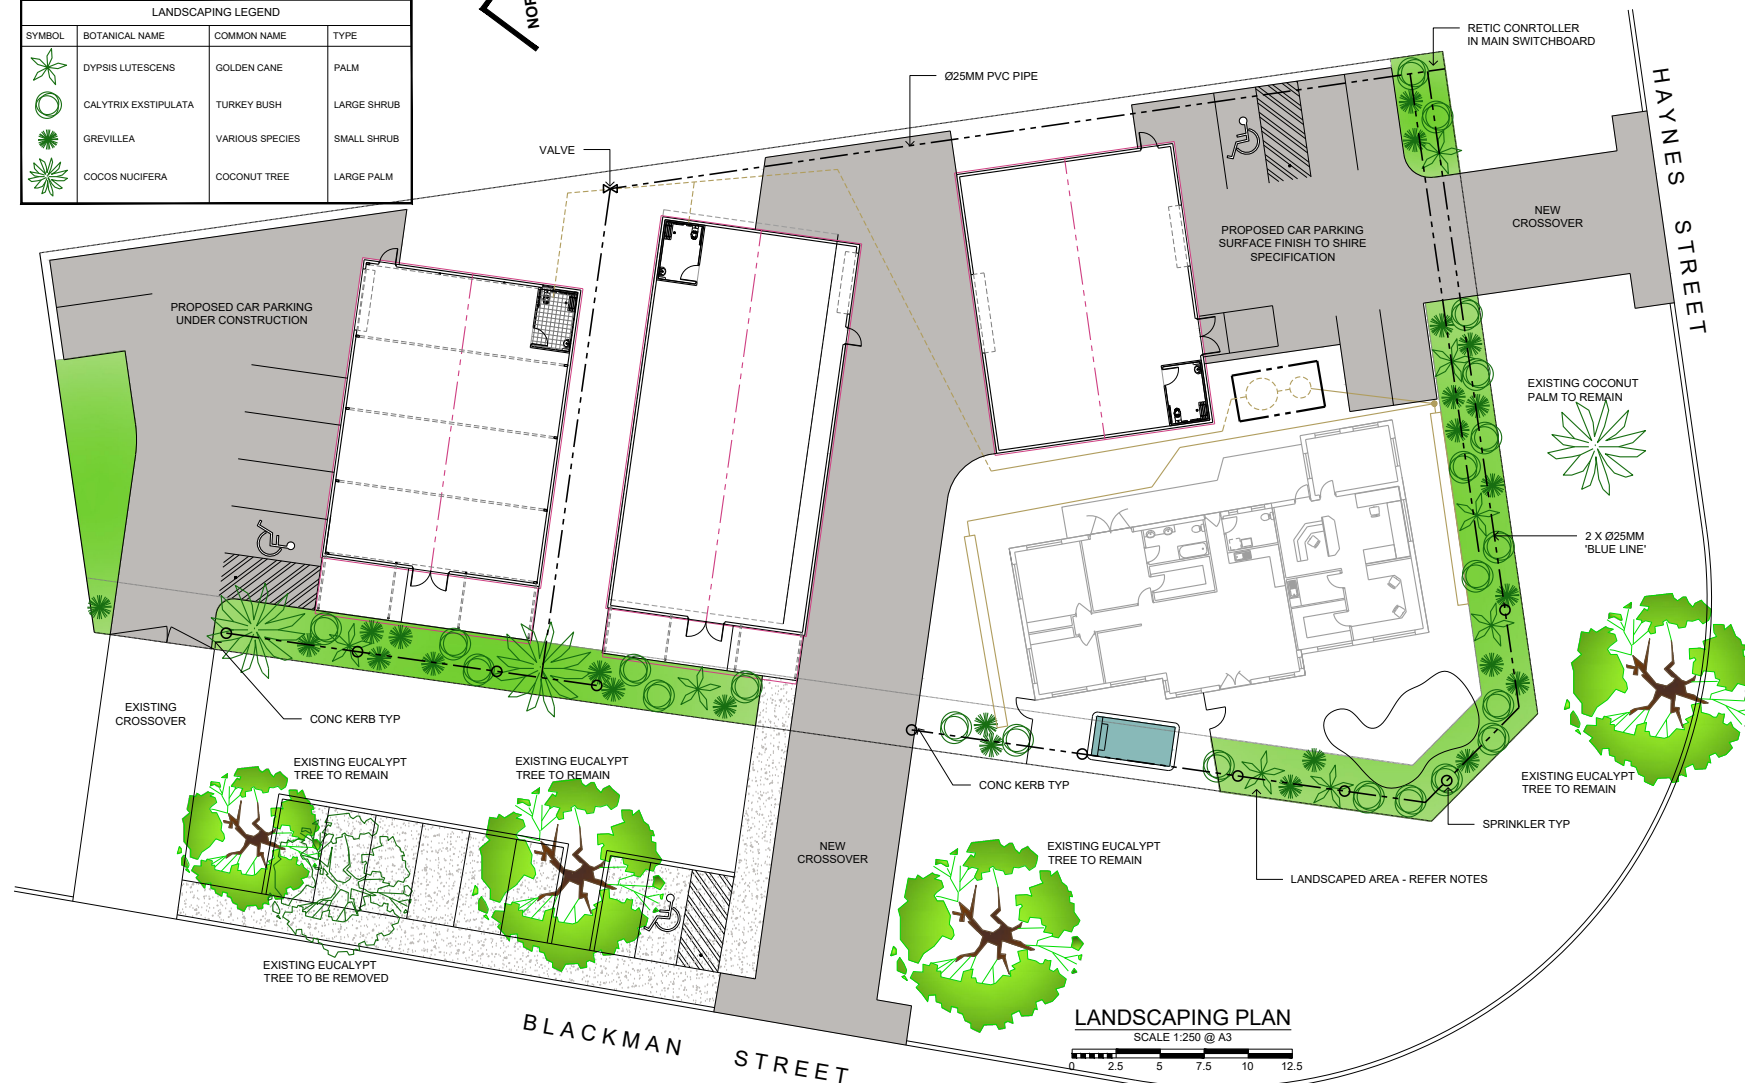 LANDSCAPING LEGEND
SYMBOL BOTANICAL NAME COMMON NAME TYPE
DYPSIS LUTESCENS GOLDEN CANE PALM
CALYTRIX EXSTIPULATA TURKEY BUSH LARGE SHRUB
GREVILLEA VARIOUS SPECIES SMALL SHRUB
COCOS NUCIFERA COCONUT TREE LARGE PALM
RETIC CONRTOLLER
IN MAIN SWITCHBOARD
Ø25MM PVC PIPE
VALVE
HAYNES STREET
NEW
CROSSOVER
PROPOSED CAR PARKING
SURFACE FINISH TO SHIRE
SPECIFICATION
PROPOSED CAR PARKING
UNDER CONSTRUCTION
EXISTING COCONUT
PALM TO REMAIN
2 X Ø25MM
'BLUE LINE'
EXISTING
CROSSOVER
CONC KERB TYP
EXISTING EUCALYPT
TREE TO REMAIN
EXISTING EUCALYPT
TREE TO REMAIN
CONC KERB TYP
EXISTING EUCALYPT
TREE TO REMAIN
SPRINKLER TYP
NEW
CROSSOVER
EXISTING EUCALYPT
TREE TO REMAIN
LANDSCAPED AREA - REFER NOTES
EXISTING EUCALYPT
TREE TO BE REMOVED
BLACKMAN STREET
LANDSCAPING PLAN
SCALE 1:250 @ A3
0 2.5 5 7.5 10 12.5